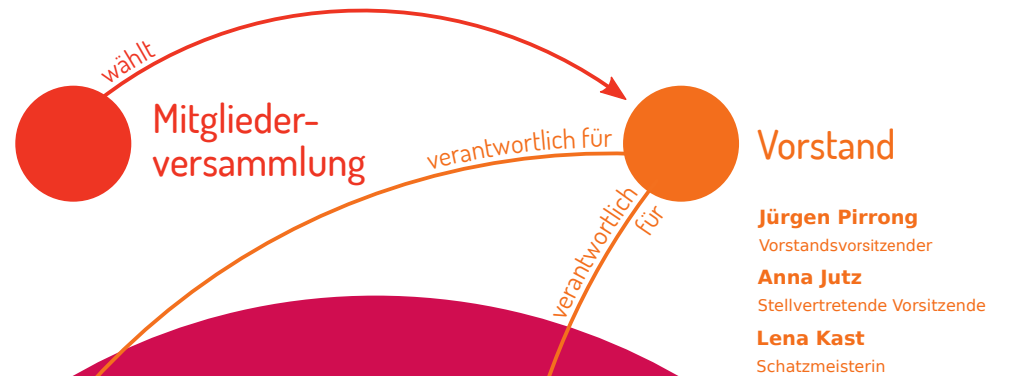 wählt
Mitglieder-
versammlung
verantwortlich für
Vorstand
verantwortlich
für
Jürgen Pirrong
Vorstandsvorsitzender
Anna Jutz
Stellvertretende Vorsitzende
Lena Kast
Schatzmeisterin